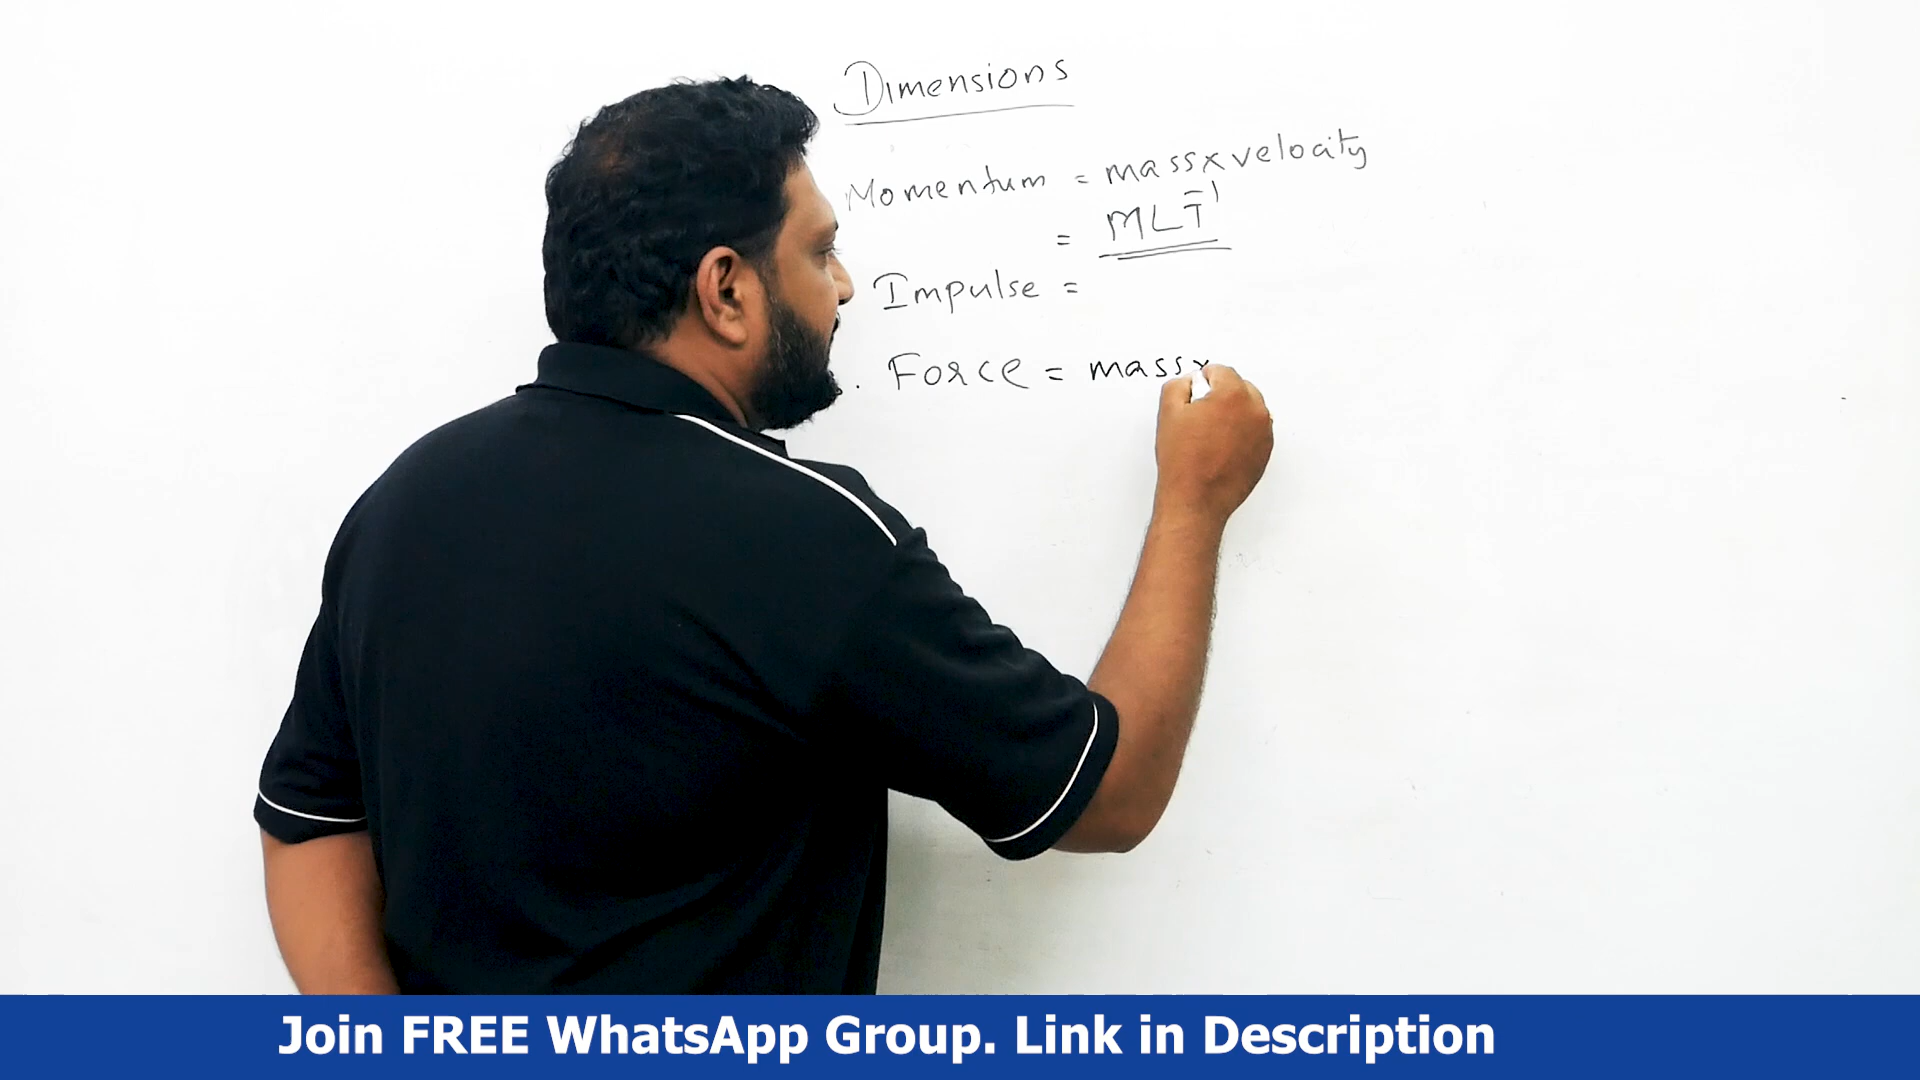 Dimensions
Momentum = mass x velocity
= MLT⁻¹
Impulse =
Force = mass x
Join FREE WhatsApp Group. Link in Description